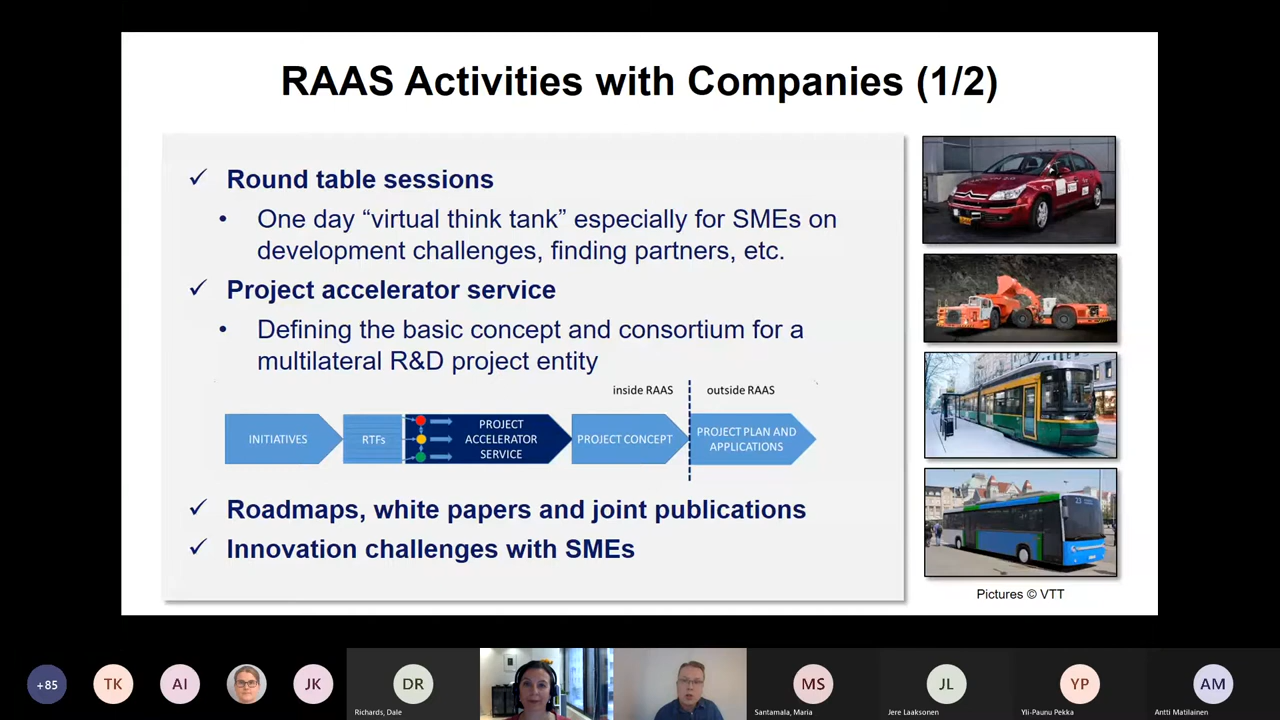 RAAS Activities with Companies (1/2)
✓ Round table sessions
• One day “virtual think tank” especially for SMEs on
development challenges, finding partners, etc.
✓ Project accelerator service
• Defining the basic concept and consortium for a
multilateral R&D project entity
inside RAAS
outside RAAS
INITIATIVES
RTFs
PROJECT
ACCELERATOR
SERVICE
PROJECT CONCEPT
PROJECT PLAN AND
APPLICATIONS
✓ Roadmaps, white papers and joint publications
✓ Innovation challenges with SMEs
Pictures © VTT
+85
TK
AI
JK
DR
Richards, Dale
MS
Santamala, Maria
JL
Jere Laaksonen
YP
Yli-Paunu Pekka
AM
Antti Matilainen